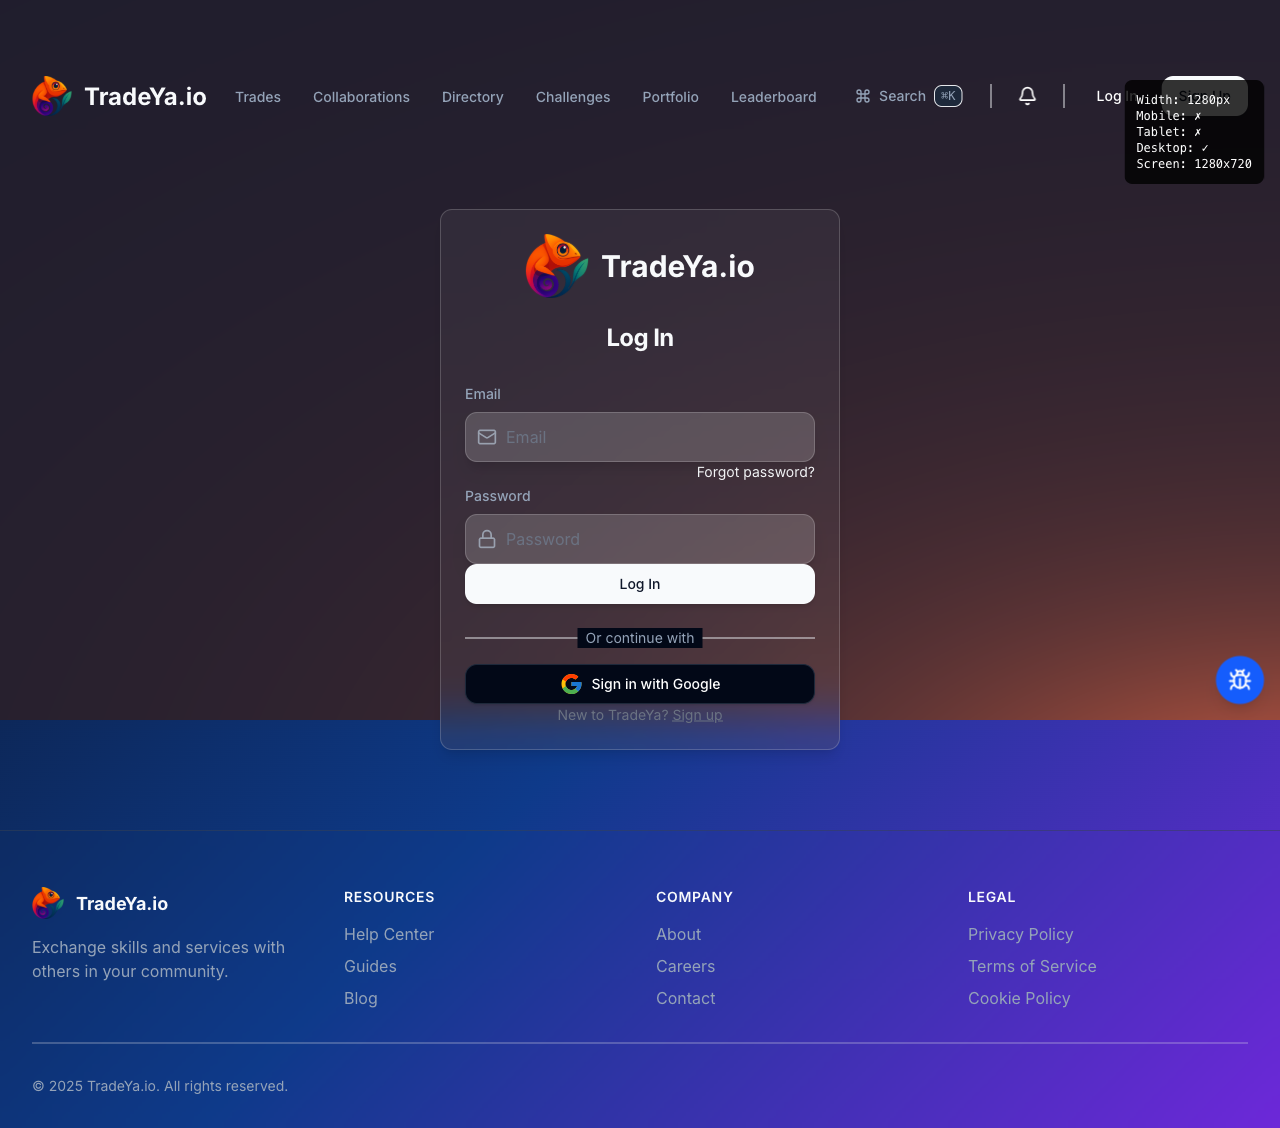 TradeYa.io
Trades
Collaborations
Directory
Challenges
Portfolio
Leaderboard
⌘ Search ⌘K
Log In
Sign Up
Width: 1280px
Mobile: ✗
Tablet: ✗
Desktop: ✓
Screen: 1280x720
TradeYa.io
Log In
Email
Email
Forgot password?
Password
Password
Log In
Or continue with
Sign in with Google
New to TradeYa? Sign up
TradeYa.io
Exchange skills and services with
others in your community.
RESOURCES
Help Center
Guides
Blog
COMPANY
About
Careers
Contact
LEGAL
Privacy Policy
Terms of Service
Cookie Policy
© 2025 TradeYa.io. All rights reserved.